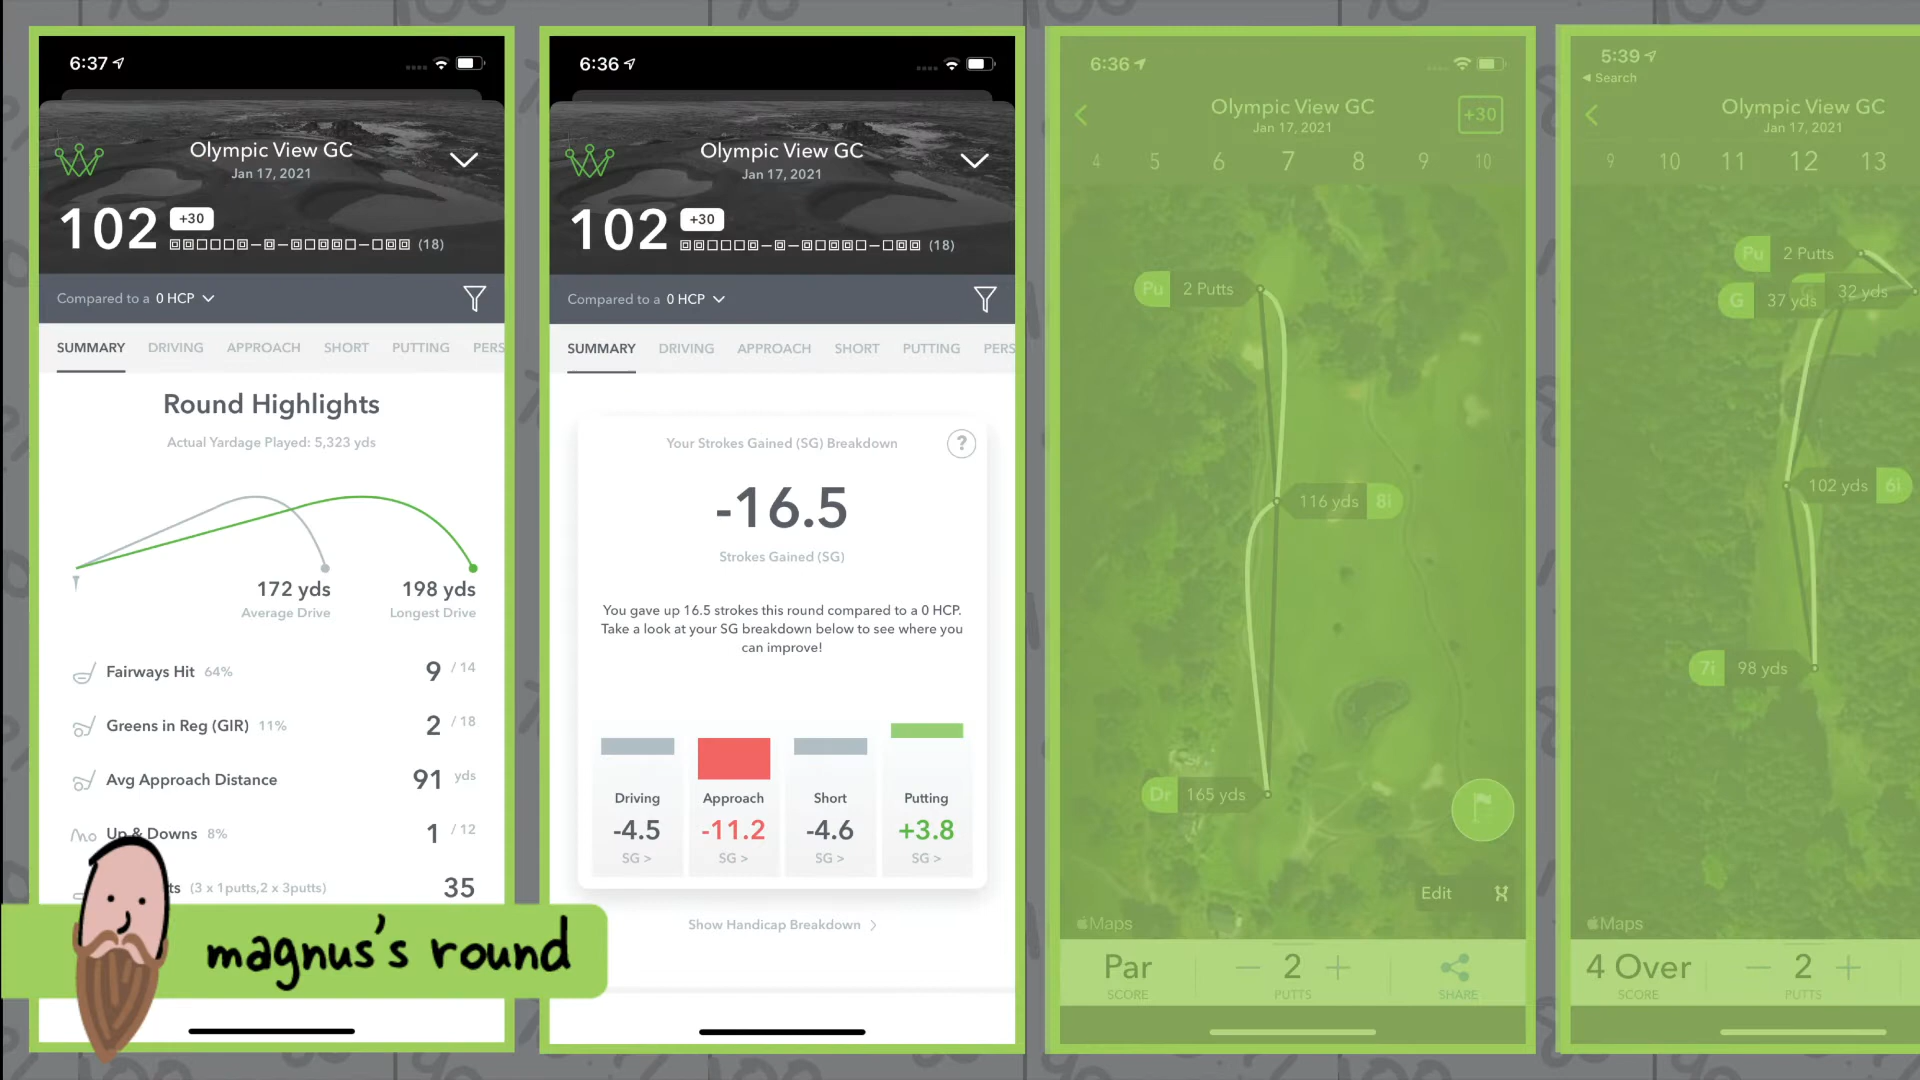 6:37
Olympic View GC
Jan 17, 2021
102 +30
(18)
Compared to a 0 HCP
SUMMARY DRIVING APPROACH SHORT PUTTING PERS
Round Highlights
Actual Yardage Played: 5,323 yds
172 yds 198 yds
Average Drive Longest Drive
Fairways Hit 64% 9 / 14
Greens in Reg (GIR) 11% 2 / 18
Avg Approach Distance 91 yds
Up & Downs 8% 1 / 12
ts (3 x 1putts,2 x 3putts) 35
magnus's round
6:36
Olympic View GC
Jan 17, 2021
102 +30
(18)
Compared to a 0 HCP
SUMMARY DRIVING APPROACH SHORT PUTTING PERS
Your Strokes Gained (SG) Breakdown ?
-16.5
Strokes Gained (SG)
You gave up 16.5 strokes this round compared to a 0 HCP.
Take a look at your SG breakdown below to see where you
can improve!
Driving Approach Short Putting
-4.5 -11.2 -4.6 +3.8
SG > SG > SG > SG >
Show Handicap Breakdown >
6:36
Olympic View GC
Jan 17, 2021
+30
4 5 6 7 8 9 10
Pu 2 Putts
116 yds 8i
Dr 165 yds
Edit
Maps
Par — 2 +
SCORE PUTTS SHARE
5:39
Search
Olympic View GC
Jan 17, 2021
9 10 11 12 13
Pu 2 Putts
G 37 yds 32 yds
102 yds 6i
7i 98 yds
Maps
4 Over — 2 +
SCORE PUTTS